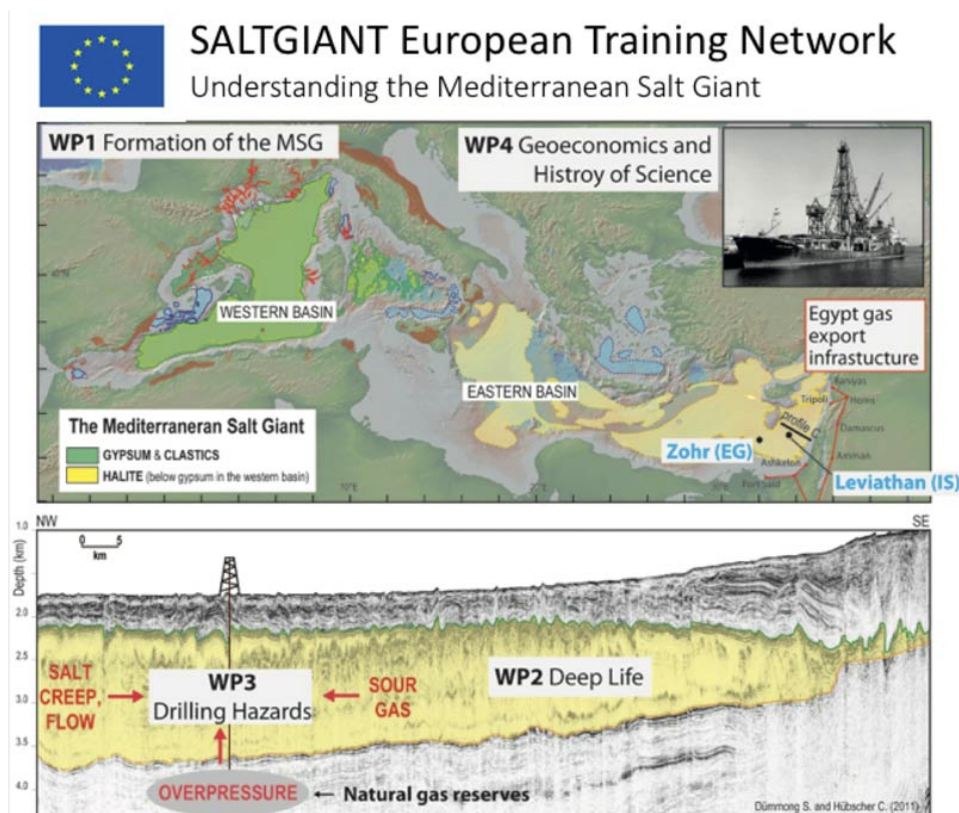 SALTGIANT European Training Network
Understanding the Mediterranean Salt Giant
WP1 Formation of the MSG
WP4 Geoeconomics and
Histroy of Science
WESTERN BASIN
EASTERN BASIN
Egypt gas
export
infrastucture
Baniyas
Tripoli
Homs
profile C
Damascus
Zohr (EG)
Ashkelon
Amman
Port Said
Leviathan (IS)
The Mediterranean Salt Giant
GYPSUM & CLASTICS
HALITE (below gypsum in the western basin)
10°E
NW
SE
0 5
km
Depth (km)
1.0
2.0
2.5
3.0
3.5
4.0
SALT
CREEP,
FLOW
WP3
Drilling Hazards
SOUR
GAS
WP2 Deep Life
OVERPRESSURE
Natural gas reserves
Dümmong S. and Hübscher C. (2011)